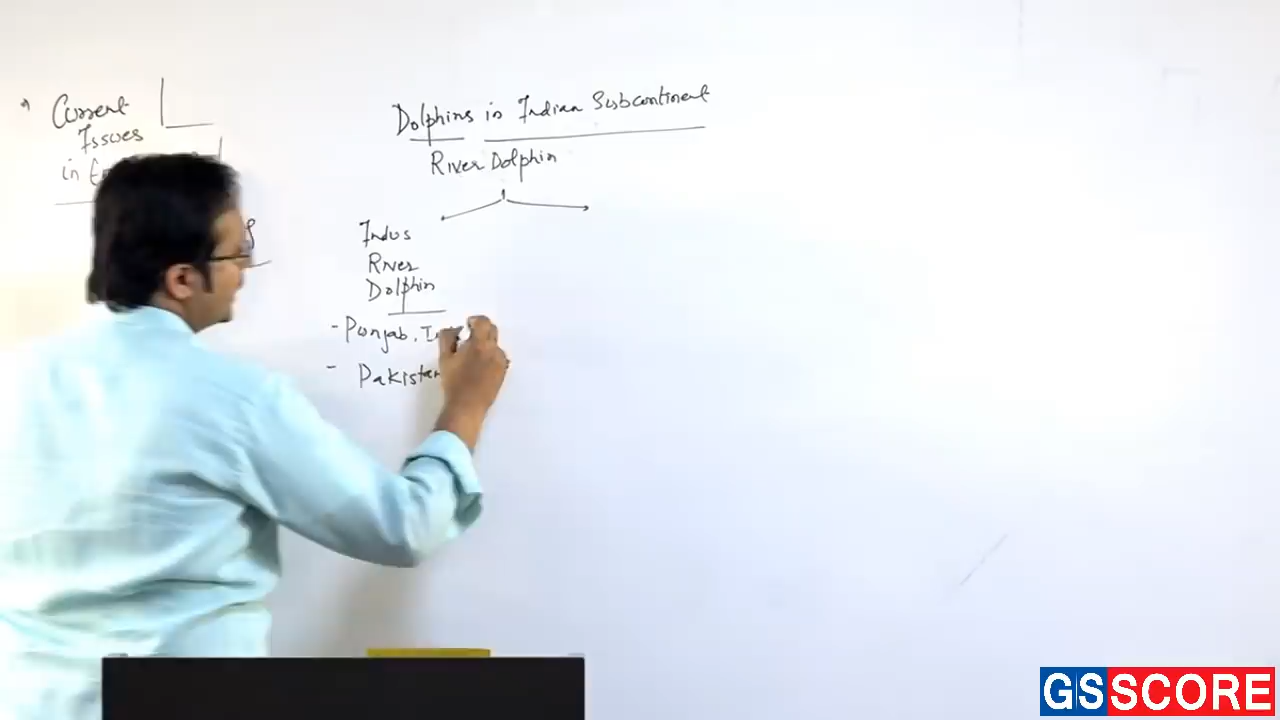 Current
Issues
in
Dolphins in Indian Subcontinent
River Dolphin
Indus
River
Dolphin
- Punjab,
- Pakistan
GSSCORE